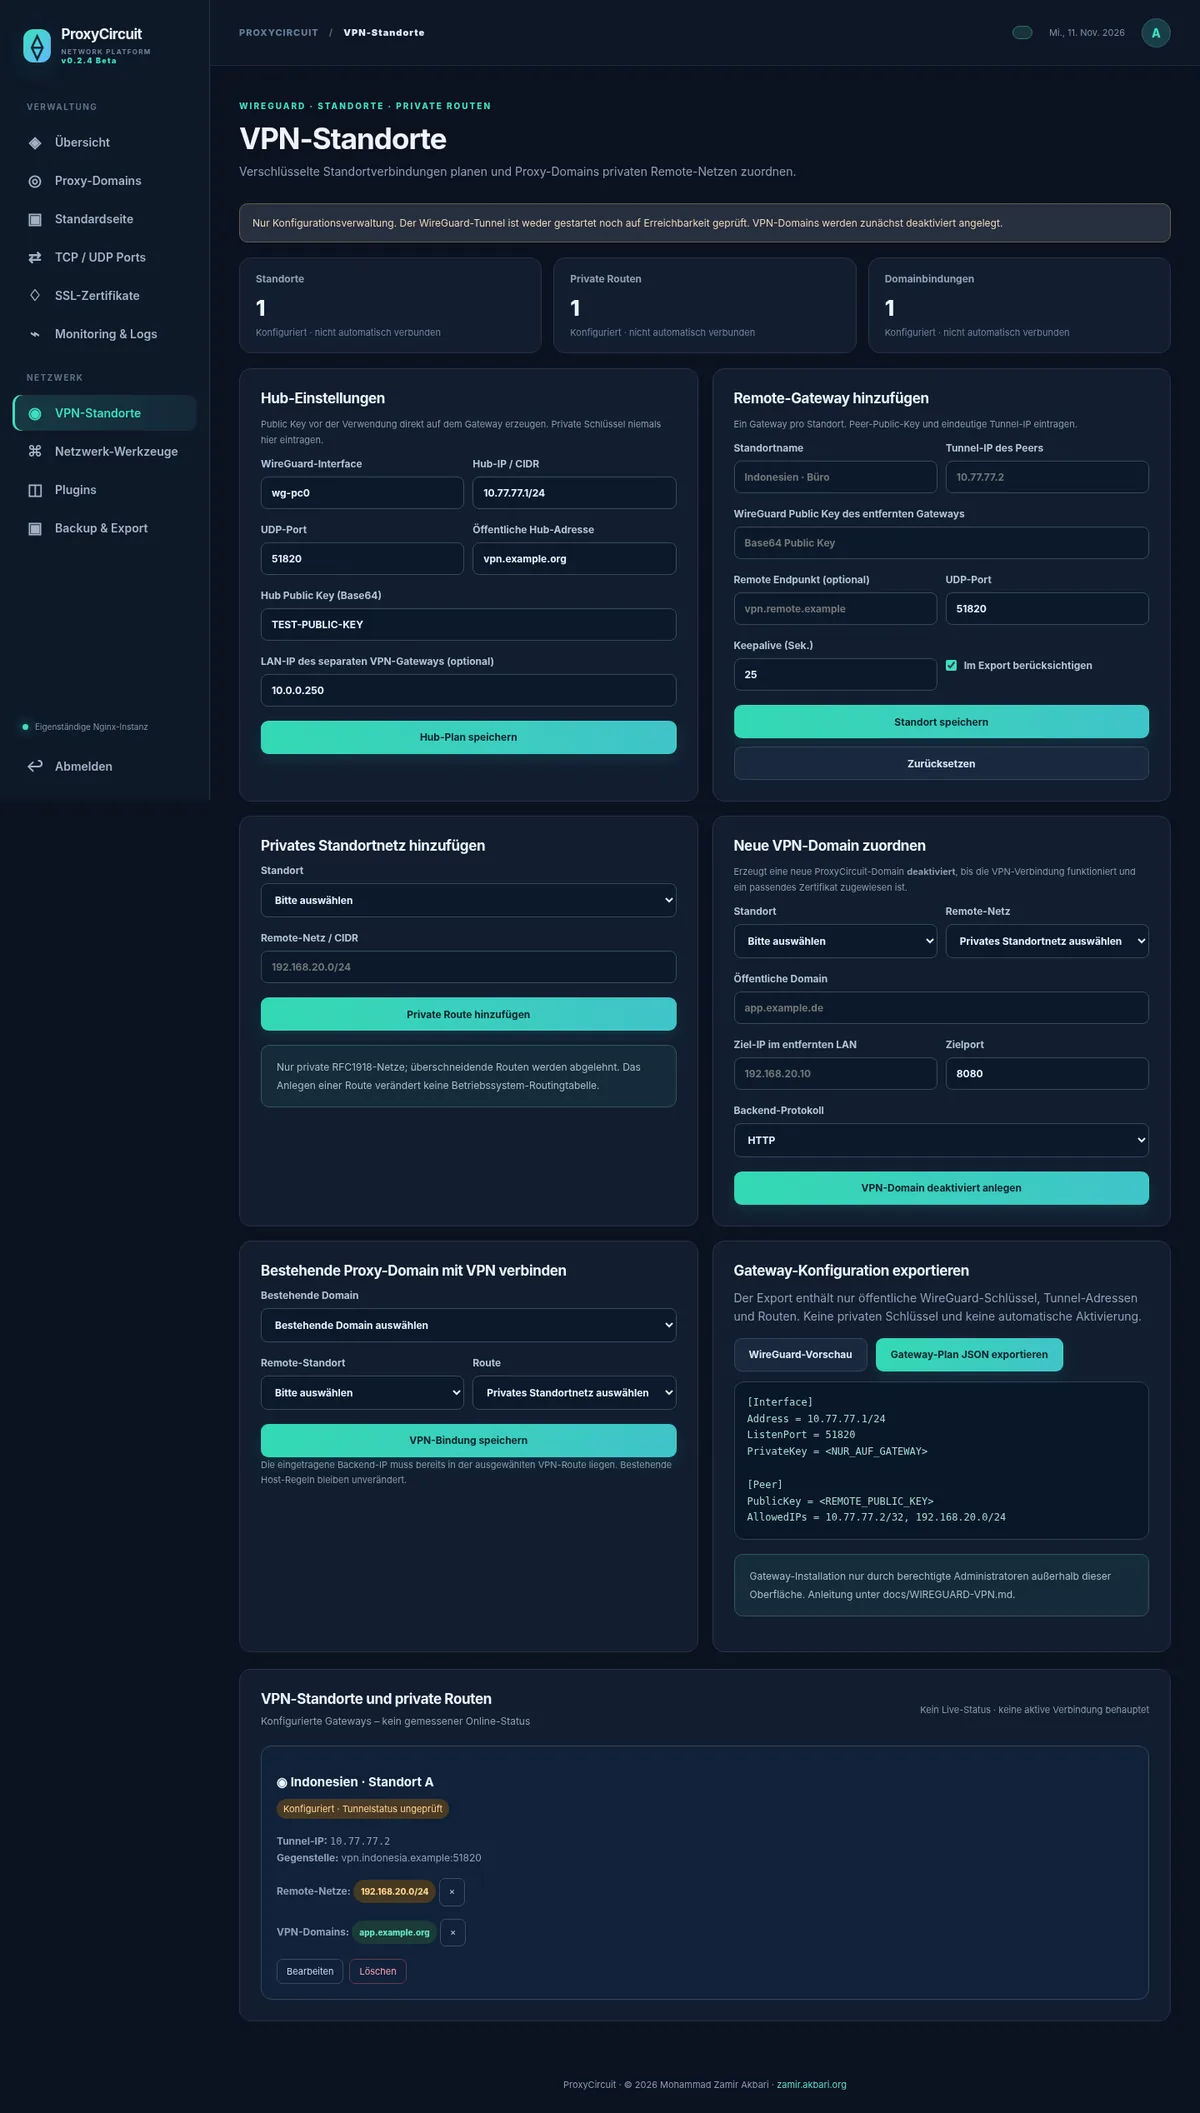 ProxyCircuit
NETWORK PLATFORM
v0.2.4 Beta
VERWALTUNG
Übersicht
Proxy-Domains
Standardseite
TCP / UDP Ports
SSL-Zertifikate
Monitoring & Logs
NETZWERK
VPN-Standorte
Netzwerk-Werkzeuge
Plugins
Backup & Export
Eigenständige Nginx-Instanz
Abmelden
PROXYCIRCUIT / VPN-Standorte
Mi., 11. Nov. 2026
A
WIREGUARD · STANDORTE · PRIVATE ROUTEN
VPN-Standorte
Verschlüsselte Standortverbindungen planen und Proxy-Domains privaten Remote-Netzen zuordnen.
Nur Konfigurationsverwaltung. Der WireGuard-Tunnel ist weder gestartet noch auf Erreichbarkeit geprüft. VPN-Domains werden zunächst deaktiviert angelegt.
Standorte
1
Konfiguriert · nicht automatisch verbunden
Private Routen
1
Konfiguriert · nicht automatisch verbunden
Domainbindungen
1
Konfiguriert · nicht automatisch verbunden
Hub-Einstellungen
Public Key vor der Verwendung direkt auf dem Gateway erzeugen. Private Schlüssel niemals
hier eintragen.
WireGuard-Interface
Hub-IP / CIDR
wg-pc0
10.77.77.1/24
UDP-Port
Öffentliche Hub-Adresse
51820
vpn.example.org
Hub Public Key (Base64)
TEST-PUBLIC-KEY
LAN-IP des separaten VPN-Gateways (optional)
10.0.0.250
Hub-Plan speichern
Remote-Gateway hinzufügen
Ein Gateway pro Standort. Peer-Public-Key und eindeutige Tunnel-IP eintragen.
Standortname
Tunnel-IP des Peers
Indonesien · Büro
10.77.77.2
WireGuard Public Key des entfernten Gateways
Base64 Public Key
Remote Endpunkt (optional)
UDP-Port
vpn.remote.example
51820
Keepalive (Sek.)
25
Im Export berücksichtigen
Standort speichern
Zurücksetzen
Privates Standortnetz hinzufügen
Standort
Bitte auswählen
Remote-Netz / CIDR
192.168.20.0/24
Private Route hinzufügen
Nur private RFC1918-Netze; überschneidende Routen werden abgelehnt. Das
Anlegen einer Route verändert keine Betriebssystem-Routingtabelle.
Neue VPN-Domain zuordnen
Erzeugt eine neue ProxyCircuit-Domain deaktiviert, bis die VPN-Verbindung funktioniert und
ein passendes Zertifikat zugewiesen ist.
Standort
Remote-Netz
Bitte auswählen
Privates Standortnetz auswählen
Öffentliche Domain
app.example.de
Ziel-IP im entfernten LAN
Zielport
192.168.20.10
8080
Backend-Protokoll
HTTP
VPN-Domain deaktiviert anlegen
Bestehende Proxy-Domain mit VPN verbinden
Bestehende Domain
Bestehende Domain auswählen
Remote-Standort
Route
Bitte auswählen
Privates Standortnetz auswählen
VPN-Bindung speichern
Die eingetragene Backend-IP muss bereits in der ausgewählten VPN-Route liegen. Bestehende
Host-Regeln bleiben unverändert.
Gateway-Konfiguration exportieren
Der Export enthält nur öffentliche WireGuard-Schlüssel, Tunnel-Adressen
und Routen. Keine privaten Schlüssel und keine automatische Aktivierung.
WireGuard-Vorschau
Gateway-Plan JSON exportieren
[Interface]
Address = 10.77.77.1/24
ListenPort = 51820
PrivateKey = <NUR_AUF_GATEWAY>
[Peer]
PublicKey = <REMOTE_PUBLIC_KEY>
AllowedIPs = 10.77.77.2/32, 192.168.20.0/24
Gateway-Installation nur durch berechtigte Administratoren außerhalb dieser
Oberfläche. Anleitung unter docs/WIREGUARD-VPN.md.
VPN-Standorte und private Routen
Konfigurierte Gateways – kein gemessener Online-Status
Kein Live-Status · keine aktive Verbindung behauptet
Indonesien · Standort A
Konfiguriert · Tunnelstatus ungeprüft
Tunnel-IP: 10.77.77.2
Gegenstelle: vpn.indonesia.example:51820
Remote-Netze: 192.168.20.0/24 ×
VPN-Domains: app.example.org ×
Bearbeiten
Löschen
ProxyCircuit · © 2026 Mohammad Zamir Akbari · zamir.akbari.org